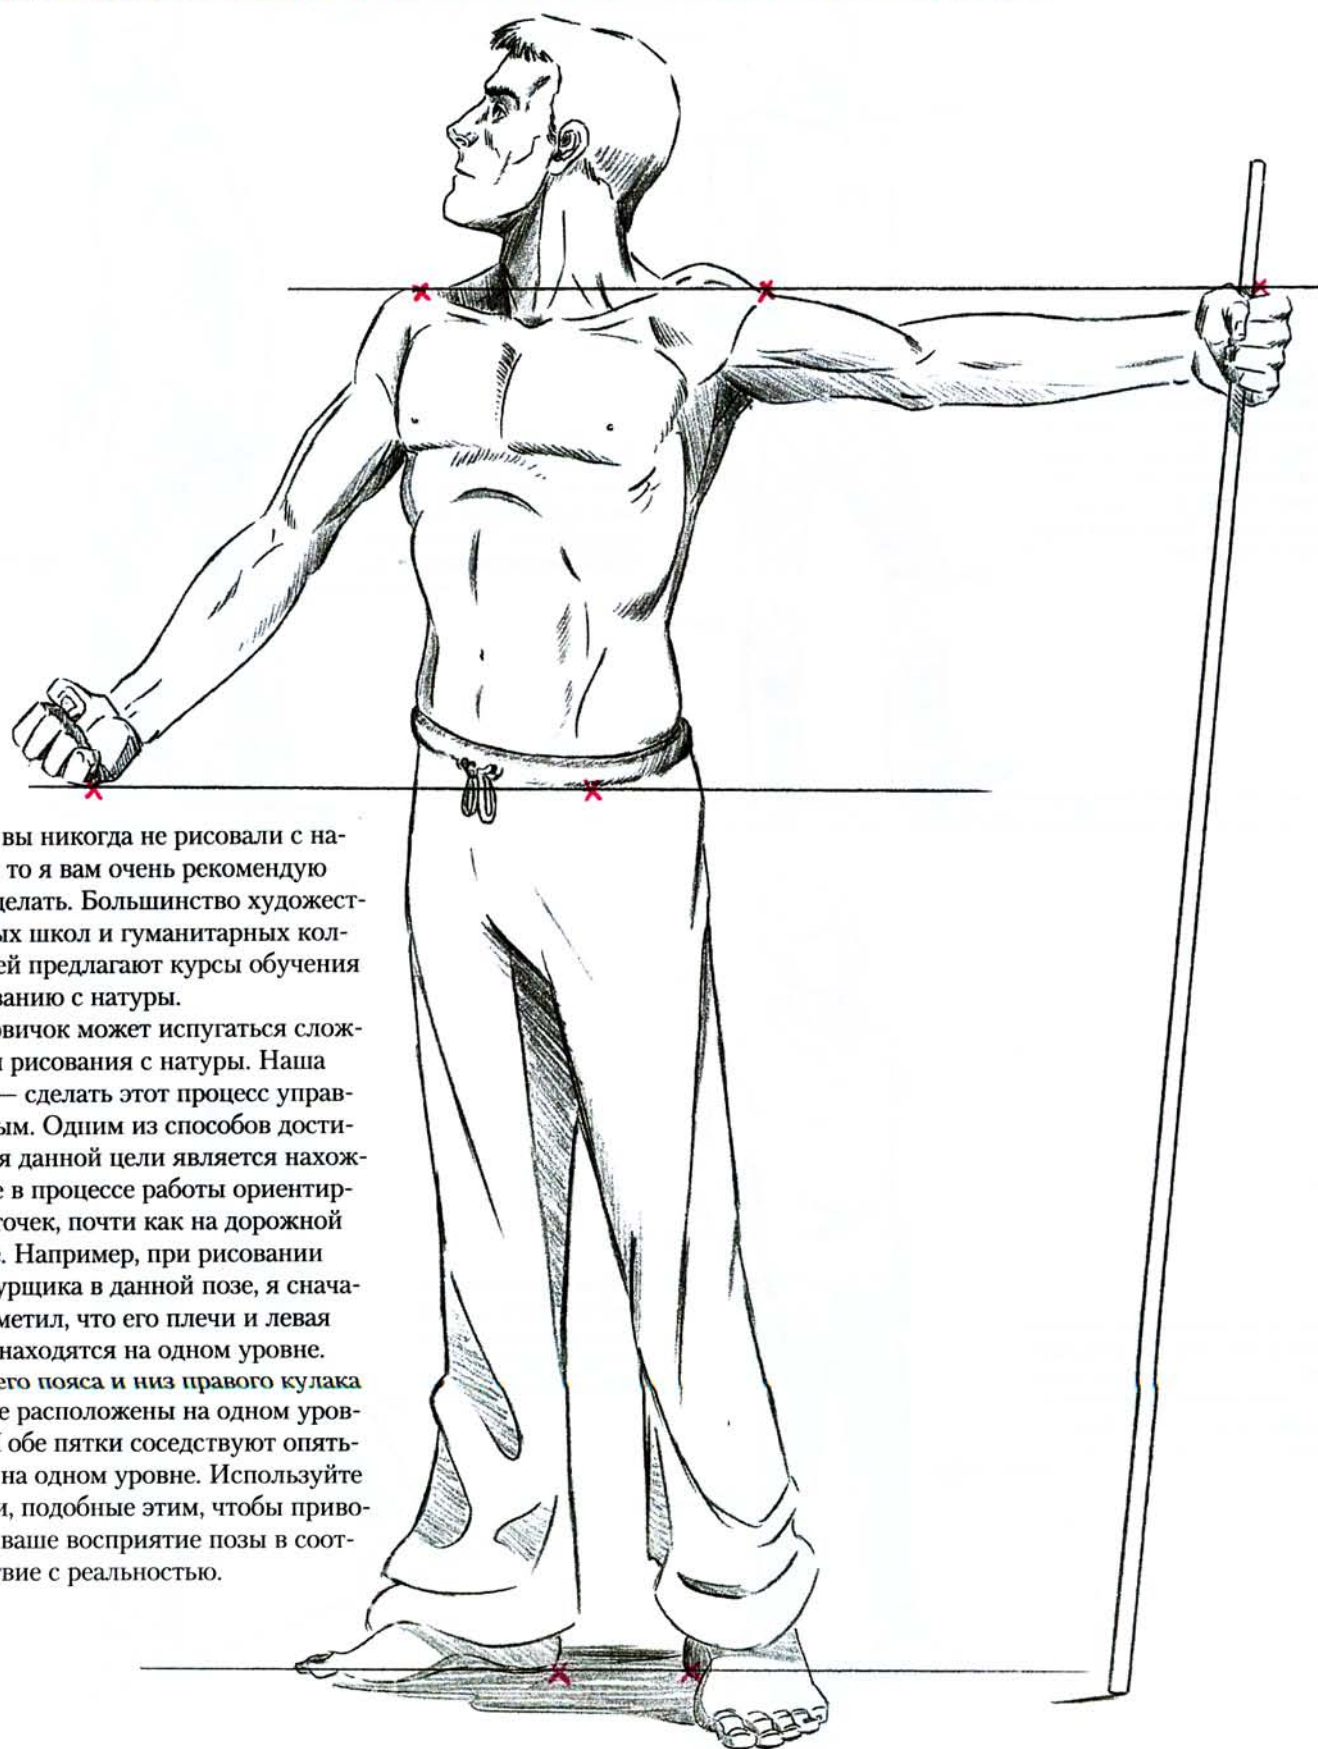 вы никогда не рисовали с на-
то я вам очень рекомендую
делать. Большинство художест-
ых школ и гуманитарных кол-
ей предлагают курсы обучения
ванию с натуры.
овичок может испугаться слож-
и рисования с натуры. Наша
— сделать этот процесс управ-
ым. Одним из способов дости-
я данной цели является нахож-
е в процессе работы ориентир-
точек, почти как на дорожной
е. Например, при рисовании
урщика в данной позе, я снача-
метил, что его плечи и левая
находятся на одном уровне.
его пояса и низ правого кулака
е расположены на одном уров-
И обе пятки соседствуют опять-
на одном уровне. Используйте
и, подобные этим, чтобы приво-
ваше восприятие позы в соот-
твие с реальностью.